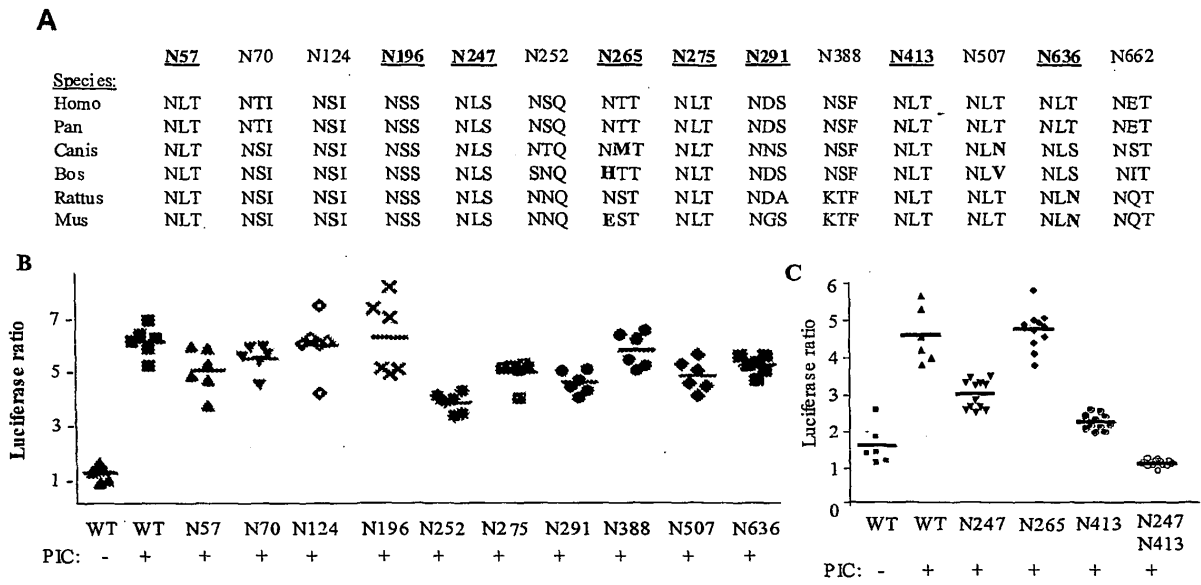 A
N57 N70 N124 N196 N247 N252 N265 N275 N291 N388 N413 N507 N636 N662
Species:
Homo NLT NTI NSI NSS NLS NSQ NTT NLT NDS NSF NLT NLT NLT NET
Pan NLT NTI NSI NSS NLS NSQ NTT NLT NDS NSF NLT NLT NLT NET
Canis NLT NSI NSI NSS NLS NTQ NMT NLT NNS NSF NLT NLN NLS NST
Bos NLT NSI NSI NSS NLS SNQ HTT NLT NDS NSF NLT NLV NLS NIT
Rattus NLT NSI NSI NSS NLS NNQ NST NLT NDA KTF NLT NLT NLN NQT
Mus NLT NSI NSI NSS NLS NNQ EST NLT NGS KTF NLT NLT NLN NQT
B
Luciferase ratio
7
5
3
1
WT WT N57 N70 N124 N196 N252 N275 N291 N388 N507 N636
PIC: - + + + + + + + + + + +
C
Luciferase ratio
6
5
4
3
2
1
0
WT WT N247 N265 N413 N247
N413
PIC: - + + + + +